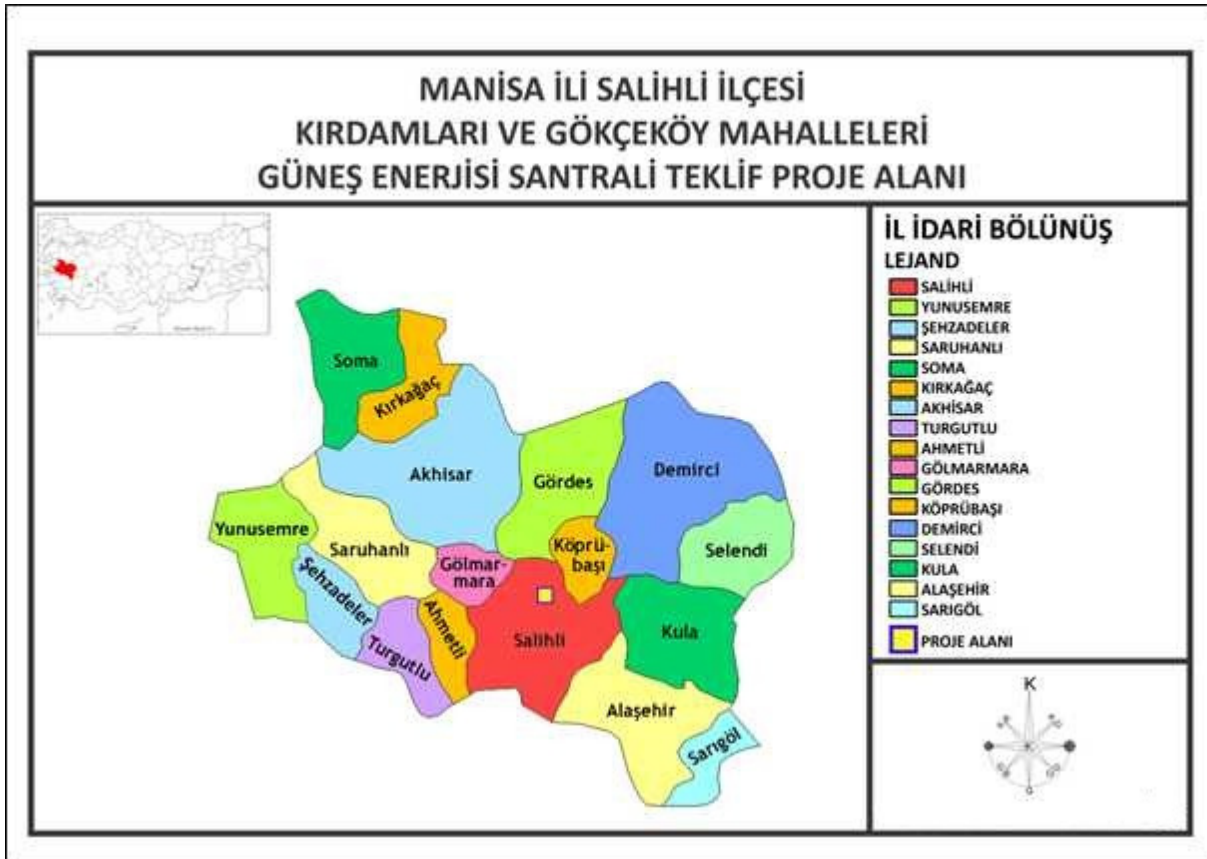 MANİSA İLİ SALİHLİ İLÇESİ
KIRDAMLARI VE GÖKÇEKÖY MAHALLELERİ
GÜNEŞ ENERJİSİ SANTRALİ TEKLİF PROJE ALANI
İL İDARİ BÖLÜNÜŞ
LEJAND
SALİHLİ
YUNUSEMRE
ŞEHZADELER
SARUHANLI
SOMA
KIRKAĞAÇ
AKHİSAR
TURGUTLU
AHMETLİ
GÖLMARMARA
GÖRDES
KÖPRÜBAŞI
DEMİRCİ
SELENDİ
KULA
ALAŞEHİR
SARIGÖL
PROJE ALANI
Soma
Kırkağaç
Akhisar
Gördes
Demirci
Yunusemre
Saruhanlı
Gölmar-
mara
Köprü-
başı
Selendi
Şehzadeler
Turgutlu
Ahmetli
Salihli
Kula
Alaşehir
Sarıgöl
K
G